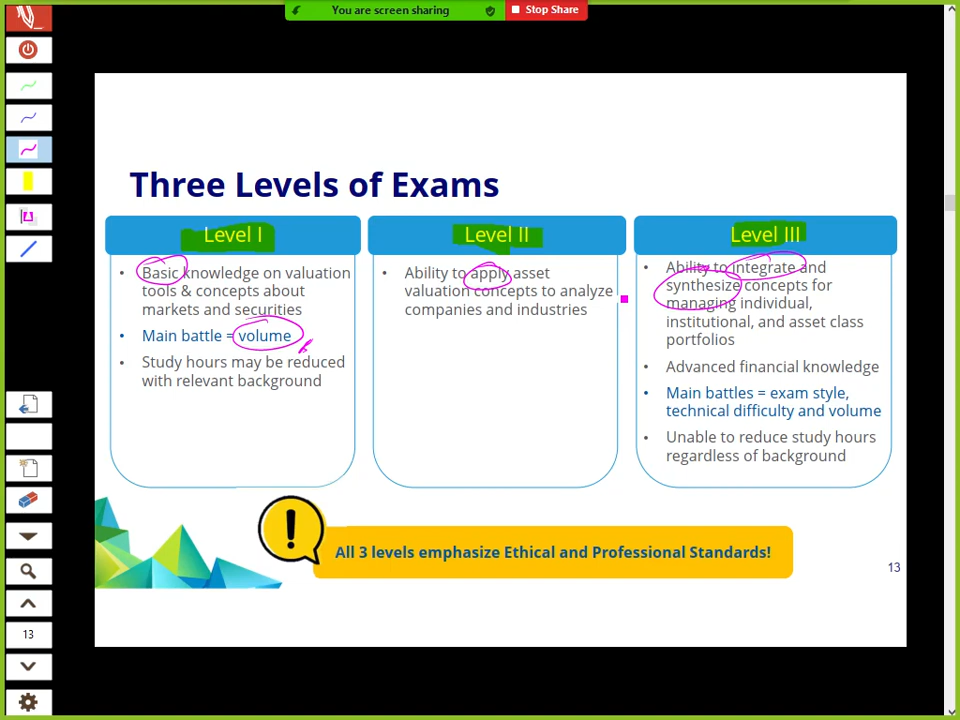 You are screen sharing
Stop Share
Three Levels of Exams
Level I
• Basic knowledge on valuation
tools & concepts about
markets and securities
• Main battle = volume
• Study hours may be reduced
with relevant background
Level II
• Ability to apply asset
valuation concepts to analyze
companies and industries
Level III
• Ability to integrate and
synthesize concepts for
managing individual,
institutional, and asset class
portfolios
• Advanced financial knowledge
• Main battles = exam style,
technical difficulty and volume
• Unable to reduce study hours
regardless of background
!
All 3 levels emphasize Ethical and Professional Standards!
13
13